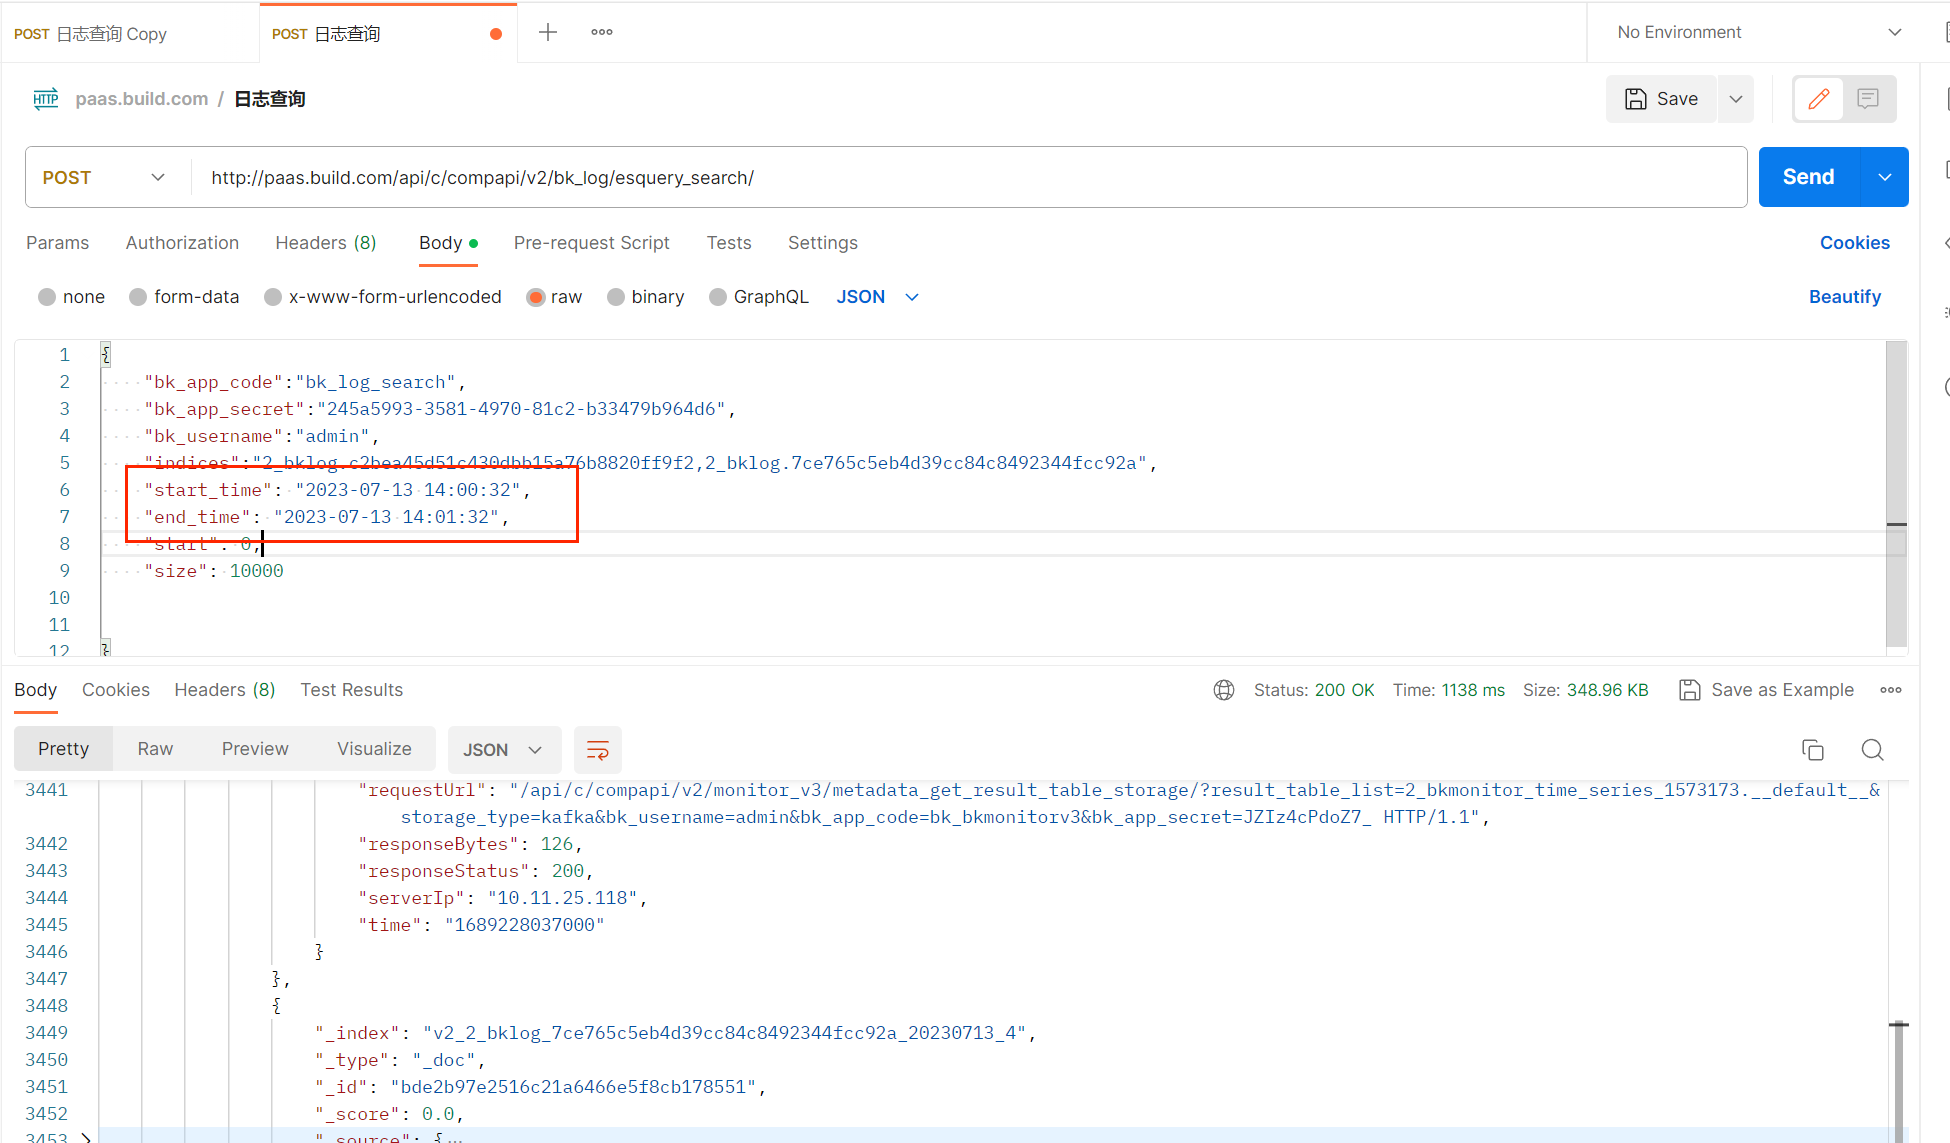 POST 日志查询 Copy
POST 日志查询
No Environment
HTTP paas.build.com / 日志查询
Save
POST http://paas.build.com/api/c/compapi/v2/bk_log/esquery_search/
Send
Params Authorization Headers (8) Body Pre-request Script Tests Settings Cookies
none form-data x-www-form-urlencoded raw binary GraphQL JSON Beautify
1 {
2 "bk_app_code":"bk_log_search",
3 "bk_app_secret":"245a5993-3581-4970-81c2-b33479b964d6",
4 "bk_username":"admin",
5 "indices":"2_bklog.c2bea45d51c430dbb15a76b8820ff9f2,2_bklog.7ce765c5eb4d39cc84c8492344fcc92a",
6 "start_time": "2023-07-13 14:00:32",
7 "end_time": "2023-07-13 14:01:32",
8 "start": 0,
9 "size": 10000
10
11
12 }
Body Cookies Headers (8) Test Results Status: 200 OK Time: 1138 ms Size: 348.96 KB Save as Example
Pretty Raw Preview Visualize JSON
3441 "requestUrl": "/api/c/compapi/v2/monitor_v3/metadata_get_result_table_storage/?result_table_list=2_bkmonitor_time_series_1573173.__default__&
storage_type=kafka&bk_username=admin&bk_app_code=bk_bkmonitorv3&bk_app_secret=JZIz4cPdoZ7_ HTTP/1.1",
3442 "responseBytes": 126,
3443 "responseStatus": 200,
3444 "serverIp": "10.11.25.118",
3445 "time": "1689228037000"
3446 }
3447 },
3448 {
3449 "_index": "v2_2_bklog_7ce765c5eb4d39cc84c8492344fcc92a_20230713_4",
3450 "_type": "_doc",
3451 "_id": "bde2b97e2516c21a6466e5f8cb178551",
3452 "_score": 0.0,
3453 "_source": {